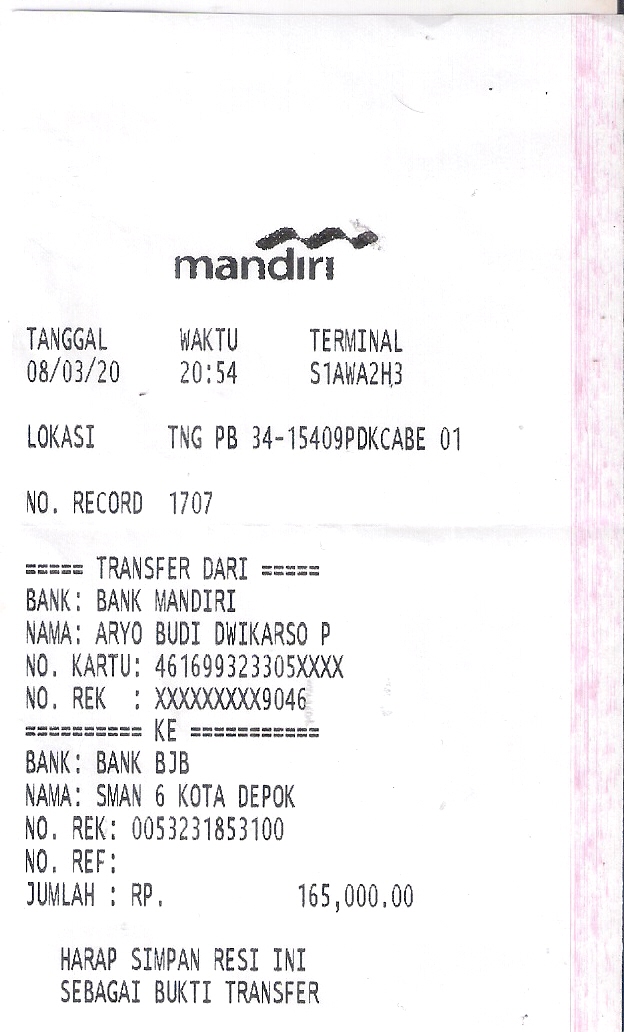 mandiri
TANGGAL WAKTU TERMINAL
08/03/20 20:54 S1AWA2H3
LOKASI TNG PB 34-15409PDKCABE 01
NO. RECORD 1707
===== TRANSFER DARI =====
BANK: BANK MANDIRI
NAMA: ARYO BUDI DWIKARSO P
NO. KARTU: 461699323305XXXX
NO. REK : XXXXXXXXX9046
========== KE ===========
BANK: BANK BJB
NAMA: SMAN 6 KOTA DEPOK
NO. REK: 0053231853100
NO. REF:
JUMLAH : RP. 165,000.00
HARAP SIMPAN RESI INI
SEBAGAI BUKTI TRANSFER